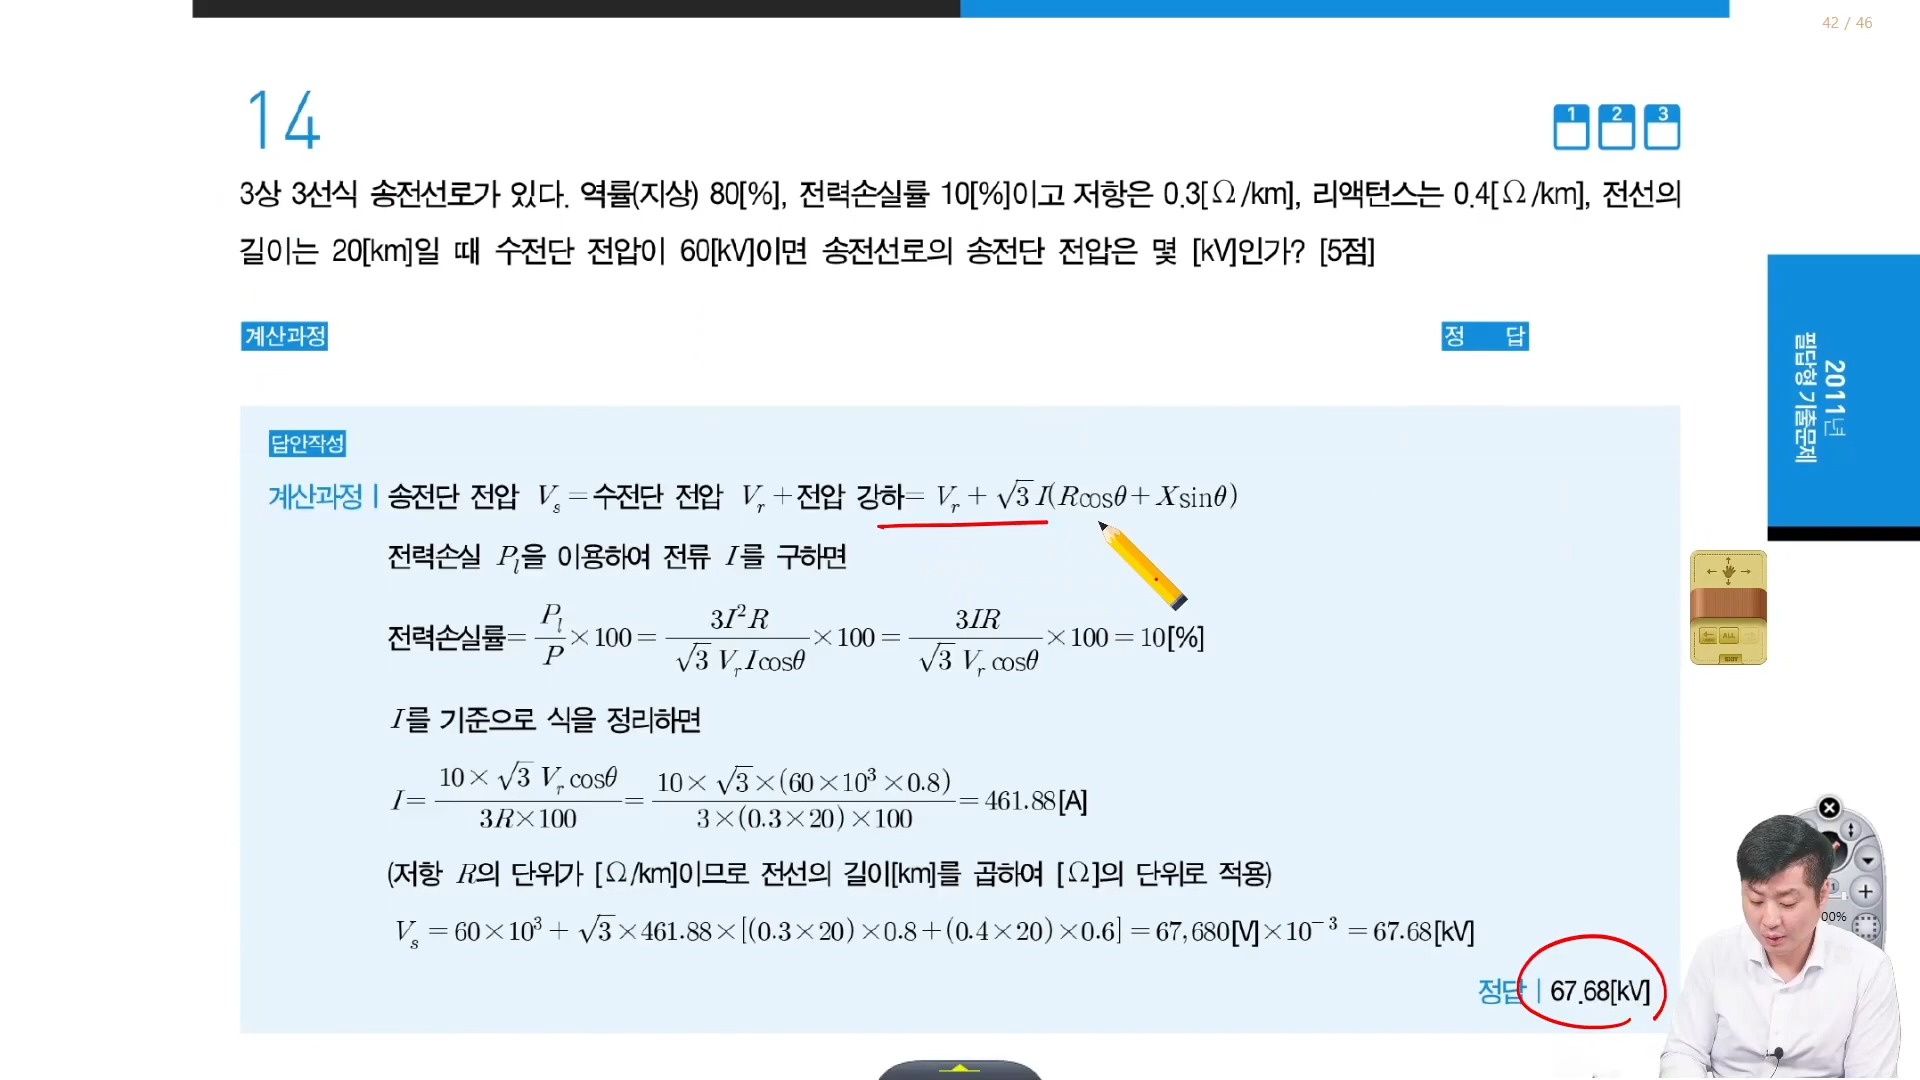 42 / 46
14
1 2 3
3상 3선식 송전선로가 있다. 역률(지상) 80[%], 전력손실률 10[%]이고 저항은 0.3[Ω/km], 리액턴스는 0.4[Ω/km], 전선의
길이는 20[km]일 때 수전단 전압이 60[kV]이면 송전선로의 송전단 전압은 몇 [kV]인가? [5점]
계산과정
정 답
2011년
필답형 기출문제
답안작성
계산과정 | 송전단 전압 Vs = 수전단 전압 Vr + 전압 강하 = Vr + √3 I(Rcosθ + Xsinθ)
전력손실 Pl을 이용하여 전류 I를 구하면
전력손실률 = Pl/P × 100 = 3I²R/(√3 VrIcosθ) × 100 = 3IR/(√3 Vr cosθ) × 100 = 10[%]
I를 기준으로 식을 정리하면
I = (10 × √3 Vr cosθ)/(3R × 100) = (10 × √3 × (60 × 10³ × 0.8))/(3 × (0.3 × 20) × 100) = 461.88[A]
(저항 R의 단위가 [Ω/km]이므로 전선의 길이[km]를 곱하여 [Ω]의 단위로 적용)
Vs = 60 × 10³ + √3 × 461.88 × [(0.3 × 20) × 0.8 + (0.4 × 20) × 0.6] = 67,680[V] × 10⁻³ = 67.68[kV]
정답 | 67.68[kV]
ALL
EXIT
00%